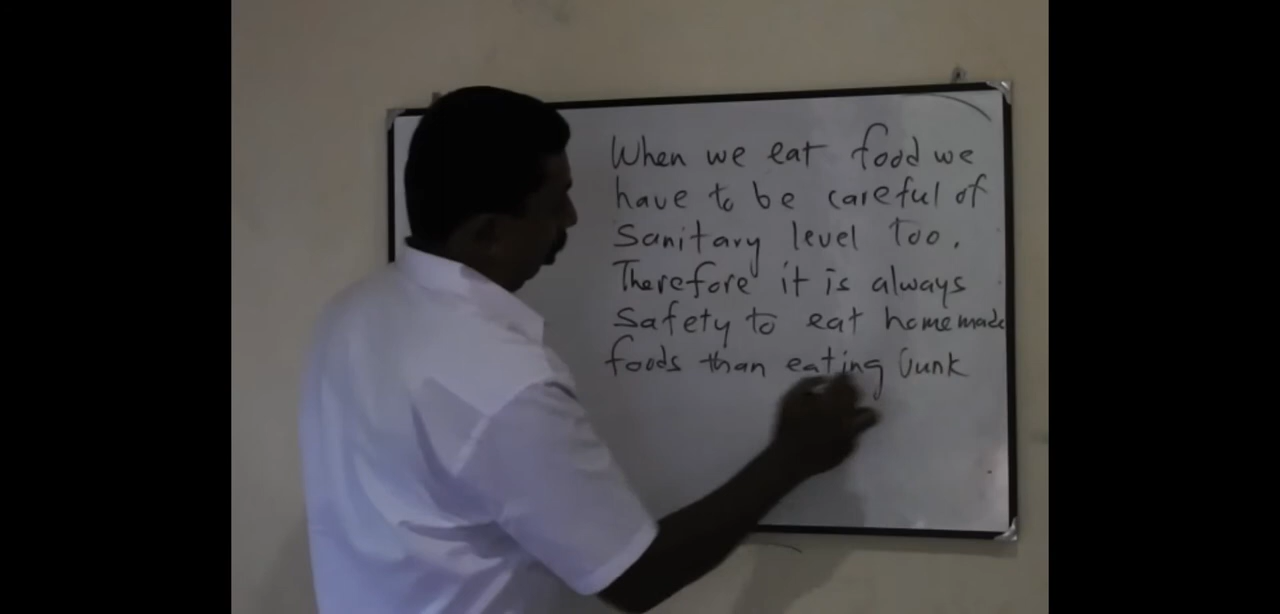 When we eat food we
have to be careful of
Sanitary level too.
Therefore it is always
Safety to eat homemade
foods than eating Junk